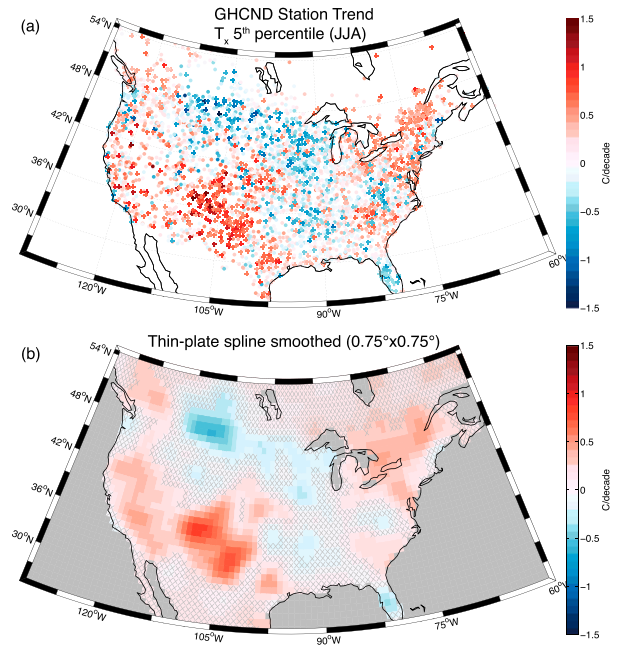 (a)
GHCND Station Trend
Tx 5th percentile (JJA)
54°N
48°N
42°N
36°N
30°N
120°W
105°W
90°W
75°W
60°
1.5
1
0.5
0
−0.5
−1
−1.5
C/decade
(b)
Thin-plate spline smoothed (0.75°x0.75°)
54°N
48°N
42°N
36°N
30°N
120°W
105°W
90°W
75°W
60°
1.5
1
0.5
0
−0.5
−1
−1.5
C/decade